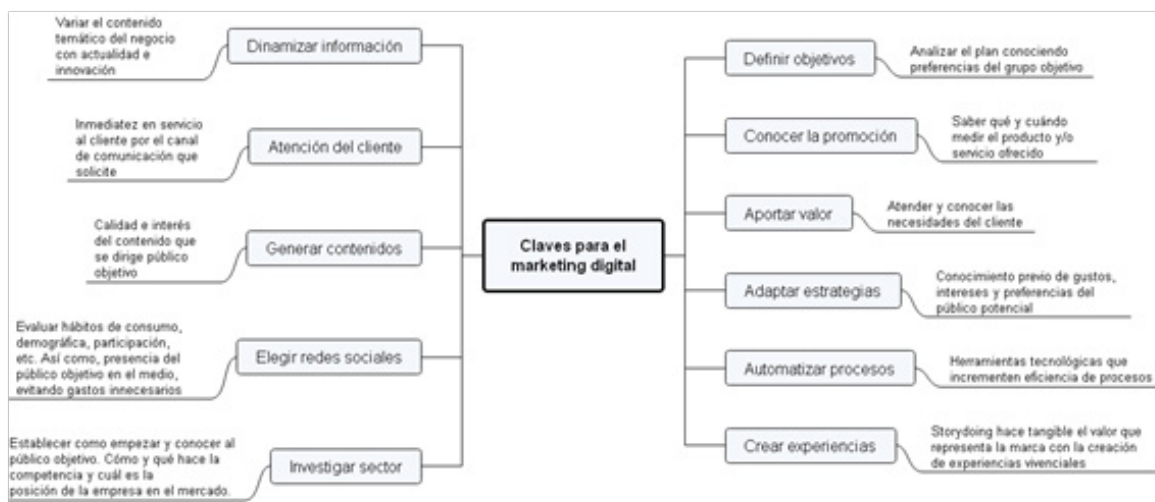 Claves para el
marketing digital
Definir objetivos
Analizar el plan conociendo
preferencias del grupo objetivo
Conocer la promoción
Saber qué y cuándo
medir el producto y/o
servicio ofrecido
Aportar valor
Atender y conocer las
necesidades del cliente
Adaptar estrategias
Conocimiento previo de gustos,
intereses y preferencias del
público potencial
Automatizar procesos
Herramientas tecnológicas que
incrementen eficiencia de procesos
Crear experiencias
Storydoing hace tangible el valor que
representa la marca con la creación
de experiencias vivenciales
Dinamizar información
Variar el contenido
temático del negocio
con actualidad e
innovación
Atención del cliente
Inmediatez en servicio
al cliente por el canal
de comunicación que
solicite
Generar contenidos
Calidad e interés
del contenido que
se dirige público
objetivo
Elegir redes sociales
Evaluar hábitos de consumo,
demográfica, participación,
etc. Así como, presencia del
público objetivo en el medio,
evitando gastos innecesarios
Investigar sector
Establecer como empezar y conocer al
público objetivo. Cómo y qué hace la
competencia y cuál es la
posición de la empresa en el mercado.